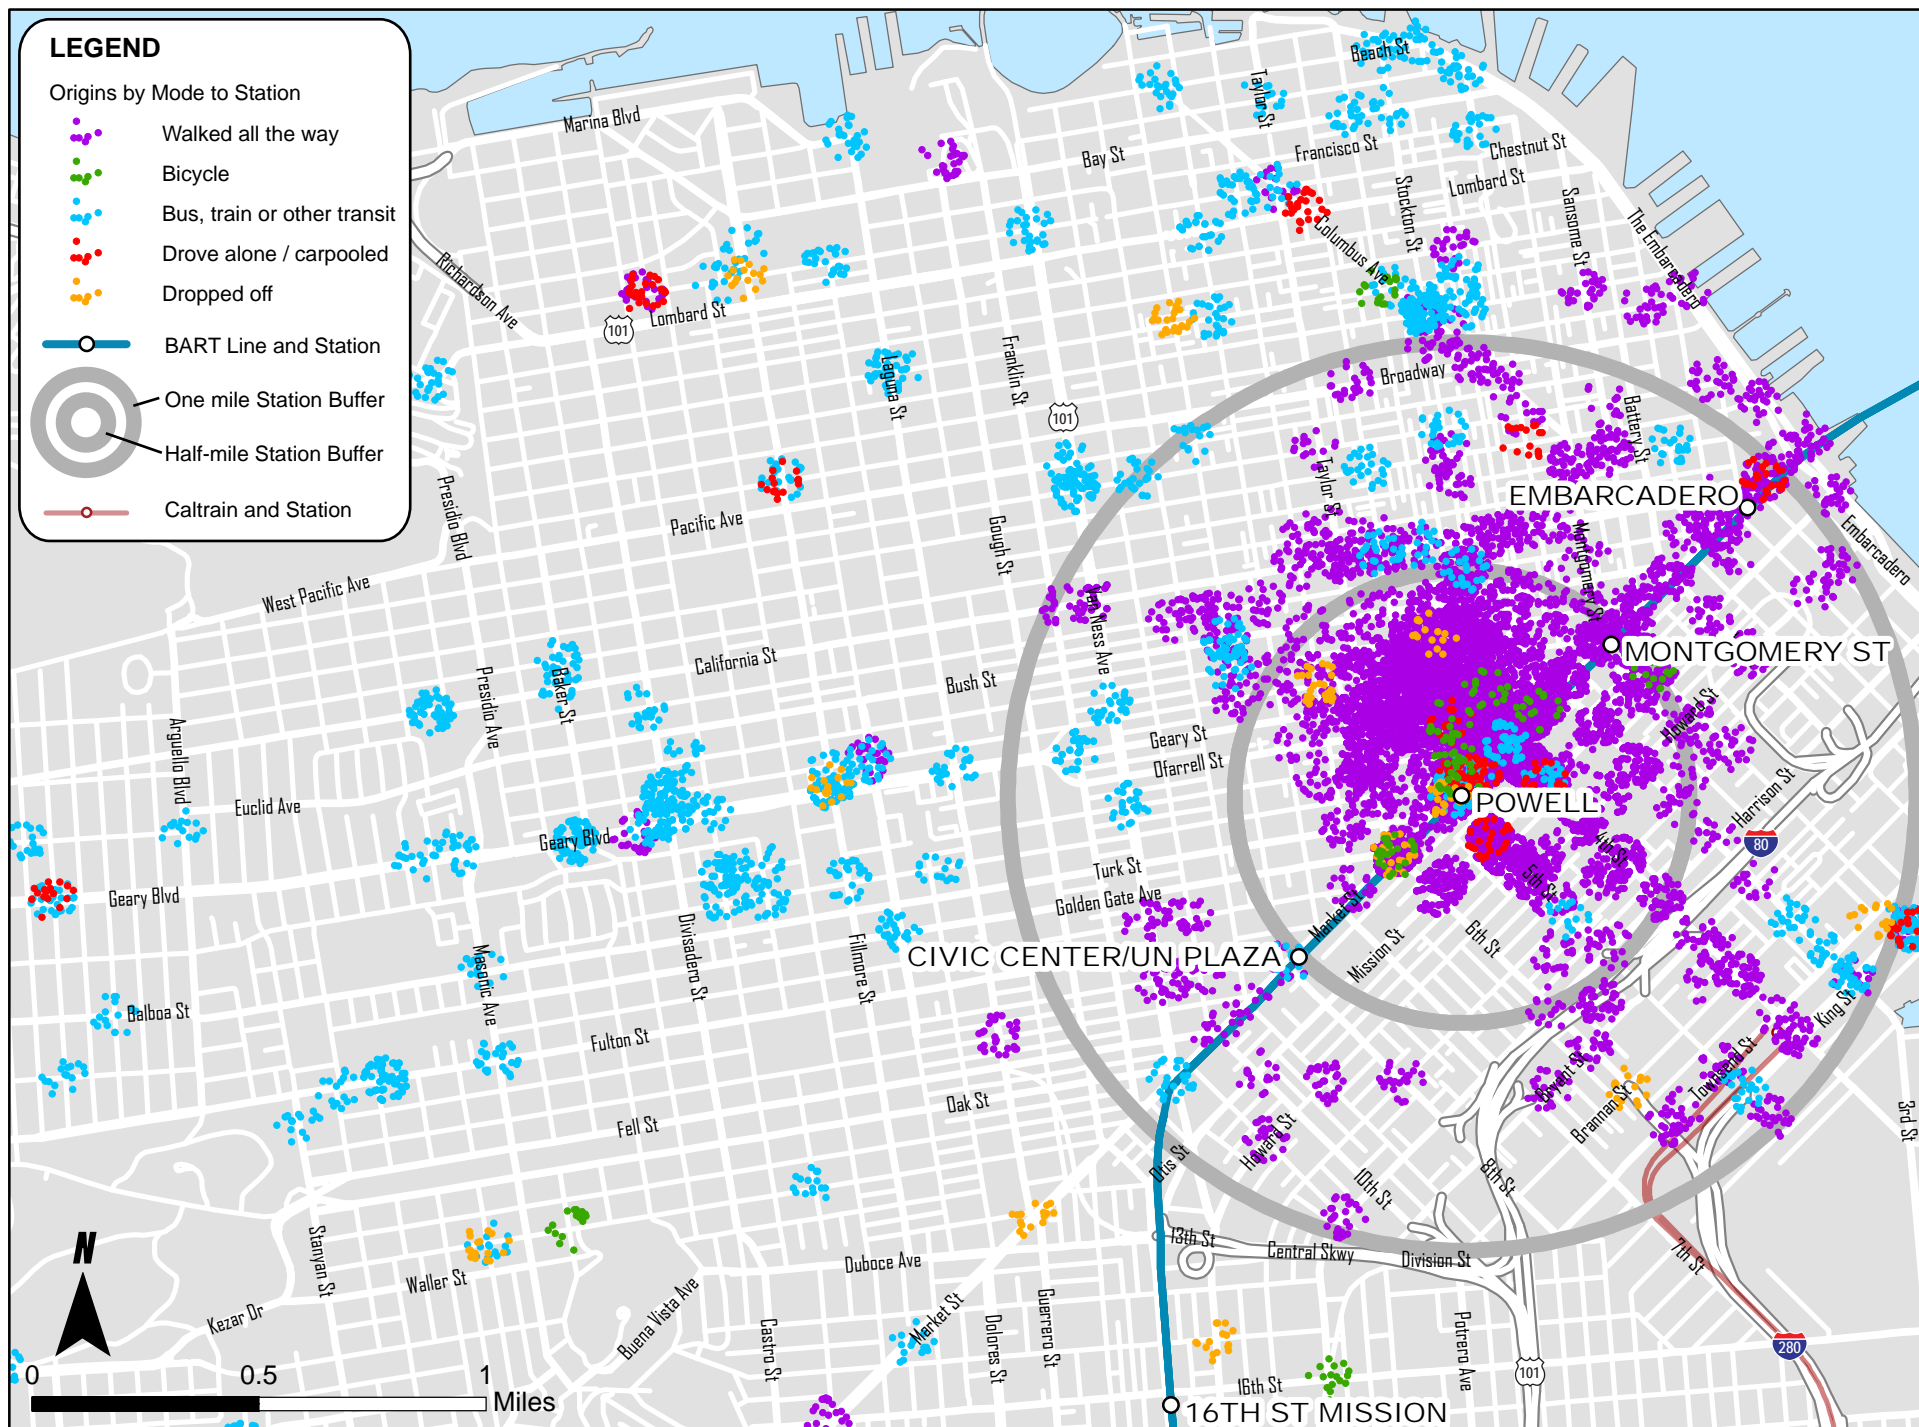 LEGEND
Origins by Mode to Station
Walked all the way
Bicycle
Bus, train or other transit
Drove alone / carpooled
Dropped off
BART Line and Station
One mile Station Buffer
Half-mile Station Buffer
Caltrain and Station
Beach St
Taylor St
Marina Blvd
Bay St
Francisco St
Chestnut St
Lombard St
Stockton St
Sansome St
The Embarcadero
Columbus Ave
Richardson Ave
101
Lombard St
Franklin St
Laguna St
101
Broadway
Battery St
Taylor St
EMBARCADERO
Embarcadero
Presidio Blvd
Pacific Ave
Gough St
Montgomery St
West Pacific Ave
Van Ness Ave
MONTGOMERY ST
California St
Bush St
Baker St
Presidio Ave
Arguello Blvd
Howard St
Geary St
Ofarrell St
Harrison St
POWELL
Euclid Ave
Geary Blvd
80
4th St
5th St
Turk St
Golden Gate Ave
Geary Blvd
Market St
Mission St
6th St
Divisadero St
Fillmore St
CIVIC CENTER/UN PLAZA
Masonic Ave
Balboa St
King St
Fulton St
Townsend St
Bryant St
Brannan St
Oak St
Fell St
3rd St
Howard St
Otis St
10th St
8th St
Stanyan St
13th St
Central Skwy
Division St
7th St
N
Duboce Ave
Waller St
Kezar Dr
Buena Vista Ave
Market St
Castro St
Dolores St
Guerrero St
Potrero Ave
280
101
16th St
16TH ST MISSION
0
0.5
1
Miles